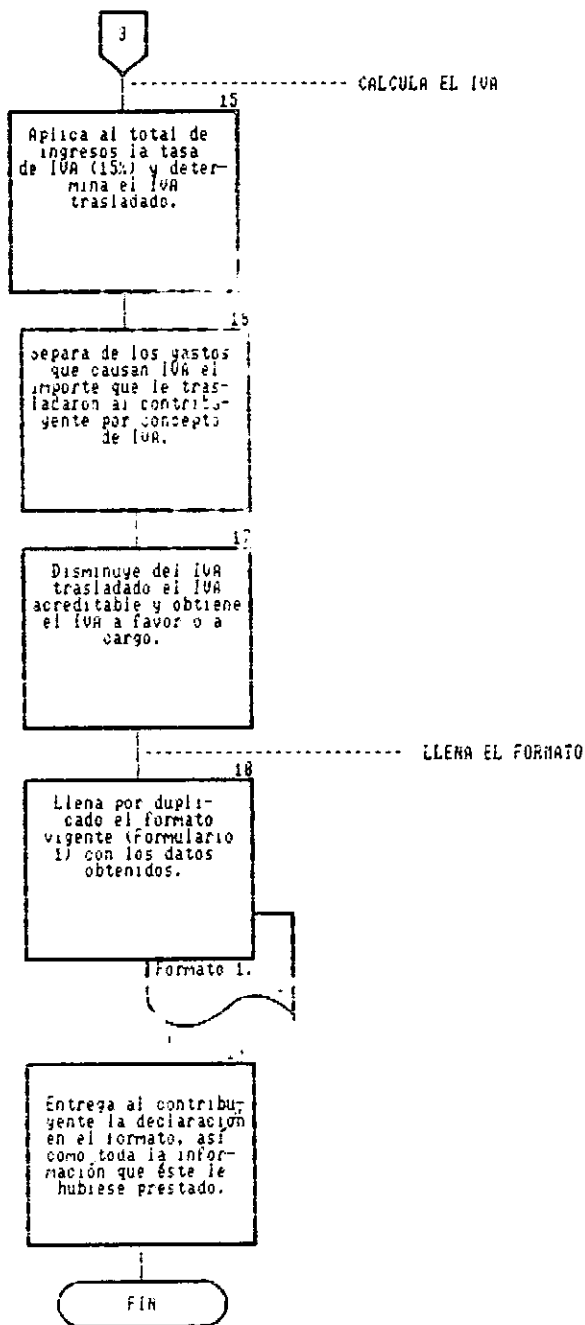 CALCULA EL IVA
15
Aplica al total de
ingresos la tasa
de IVA (15%) y deter-
mina el IVA
trasladado.
16
Separa de los gastos
que causan IVA el
importe que le tras-
ladaron al contribu-
yente por concepto
de IVA.
17
Disminuye del IVA
trasladado el IVA
acreditable y obtiene
el IVA a favor o a
cargo.
LLENA EL FORMATO
18
Llena por dupli-
cado el formato
vigente (Formulario
1) con los datos
obtenidos.
Formato 1.
Entrega al contribu-
yente la declaración
en el formato, así
como toda la infor-
mación que éste le
hubiese prestado.
FIN